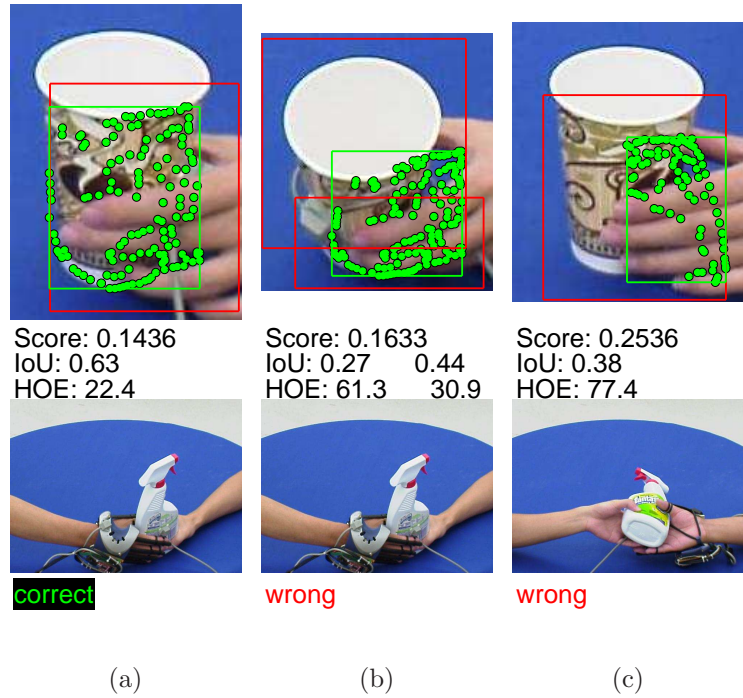 Score: 0.1436
IoU: 0.63
HOE: 22.4
correct
(a)
Score: 0.1633
IoU: 0.27 0.44
HOE: 61.3 30.9
wrong
(b)
Score: 0.2536
IoU: 0.38
HOE: 77.4
wrong
(c)